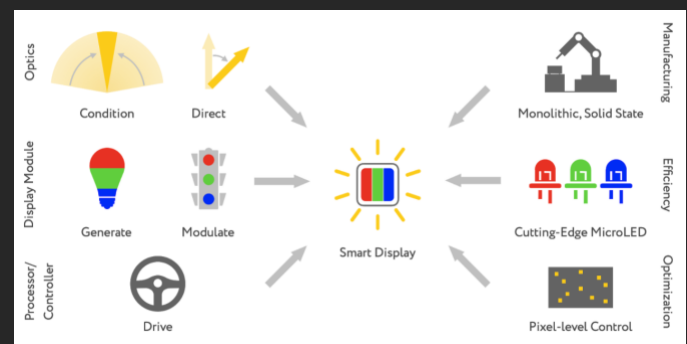 Optics
Condition
Direct
Manufacturing
Monolithic, Solid State
Display Module
Generate
Modulate
Smart Display
Efficiency
Cutting-Edge MicroLED
Processor/
Controller
Drive
Optimization
Pixel-level Control